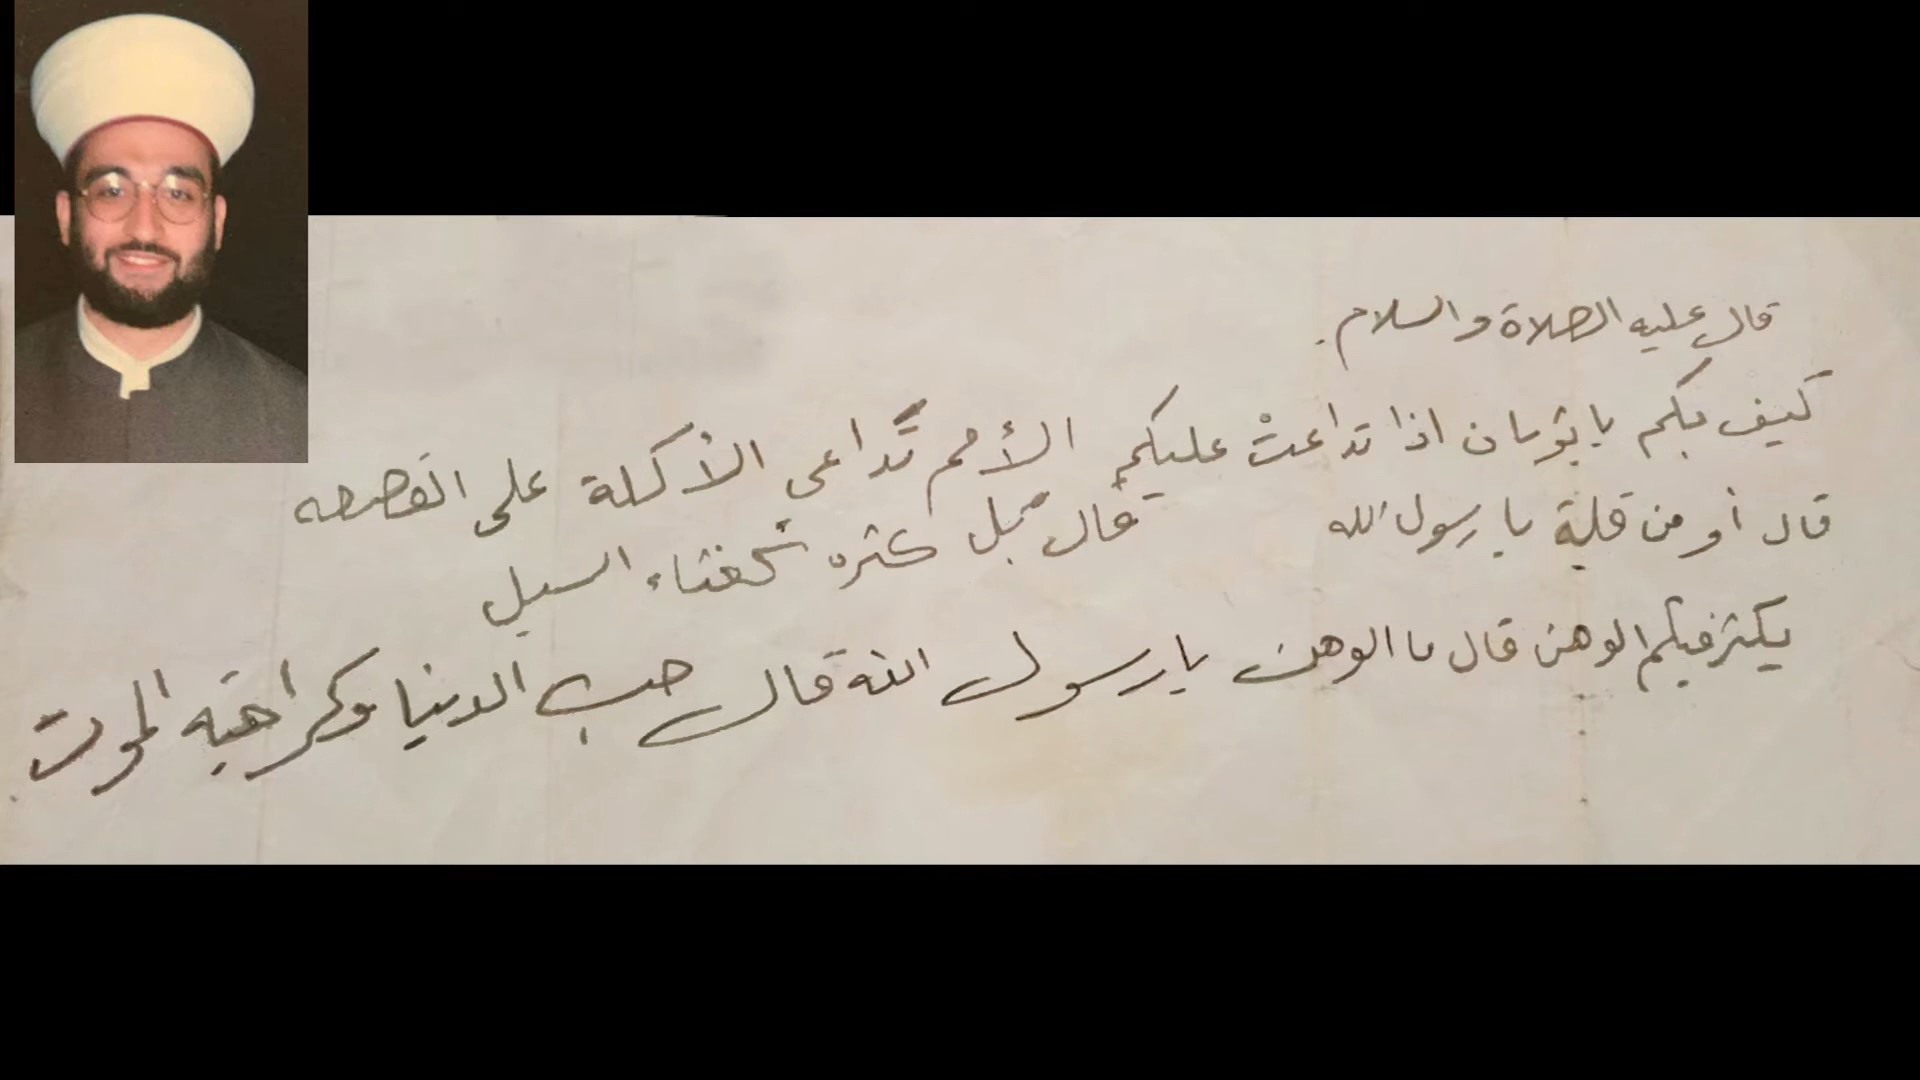 قال عليه الصلاة والسلام.
كيف بكم يا ثوبان اذا تداعتْ عليكم الأمم تَداعي الأكلة على القصعه
قال أو من قلة يا رسول الله قال بل كثره كغثاء السيل
يكثر فيكم الوهن قال ما الوهن يا رسول الله قال حب الدنيا وكراهية الموت